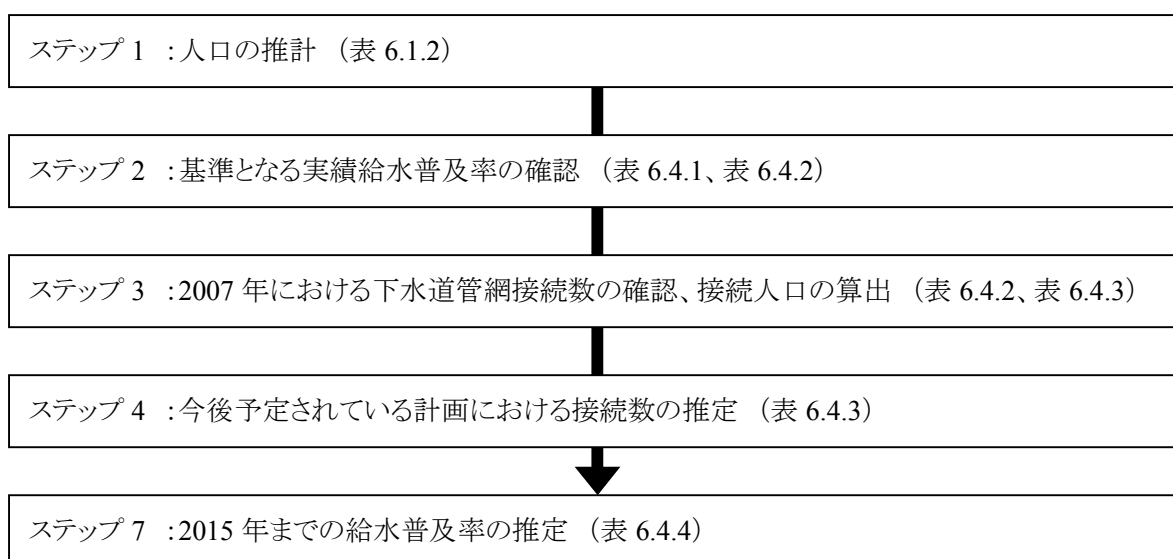 ステップ 1 ：人口の推計 （表 6.1.2）
ステップ 2 ：基準となる実績給水普及率の確認 （表 6.4.1、表 6.4.2）
ステップ 3 ：2007 年における下水道管網接続数の確認、接続人口の算出 （表 6.4.2、表 6.4.3）
ステップ 4 ：今後予定されている計画における接続数の推定 （表 6.4.3）
ステップ 7 ：2015 年までの給水普及率の推定 （表 6.4.4）